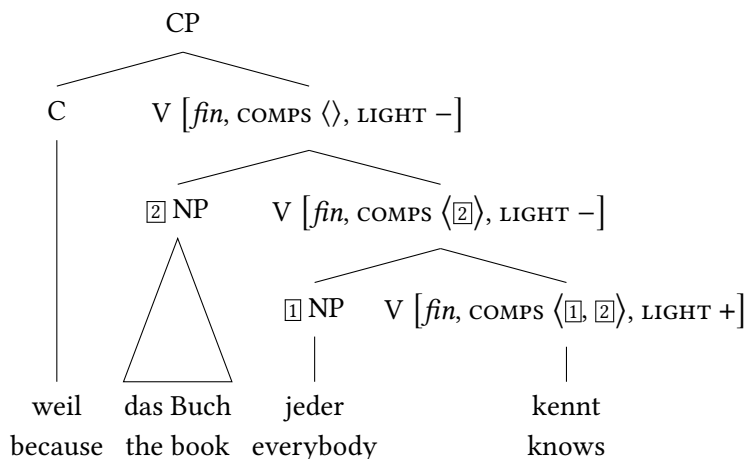 CP
C V [fin, COMPS ⟨⟩, LIGHT −]
2 NP V [fin, COMPS ⟨2⟩, LIGHT −]
1 NP V [fin, COMPS ⟨1, 2⟩, LIGHT +]
weil das Buch jeder kennt
because the book everybody knows